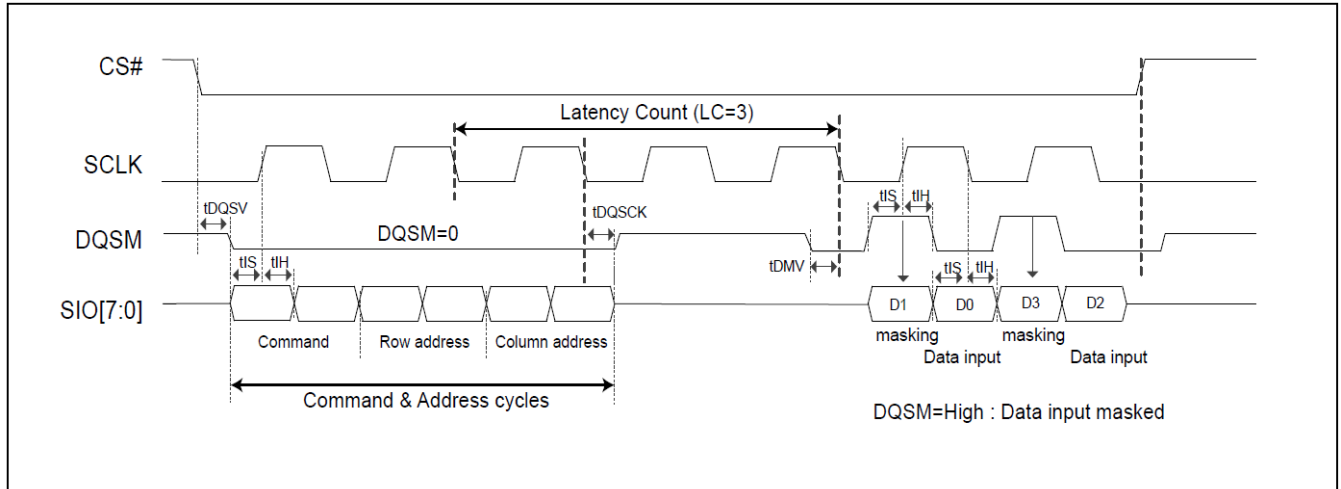 CS#
Latency Count (LC=3)
SCLK
tIS tIH
tDQSV
tDQSCK
DQSM
DQSM=0
tIS tIH
tDMV
tIS tIH
SIO[7:0]
D1 D0 D3 D2
Command Row address Column address
masking masking
Data input Data input
Command & Address cycles
DQSM=High : Data input masked